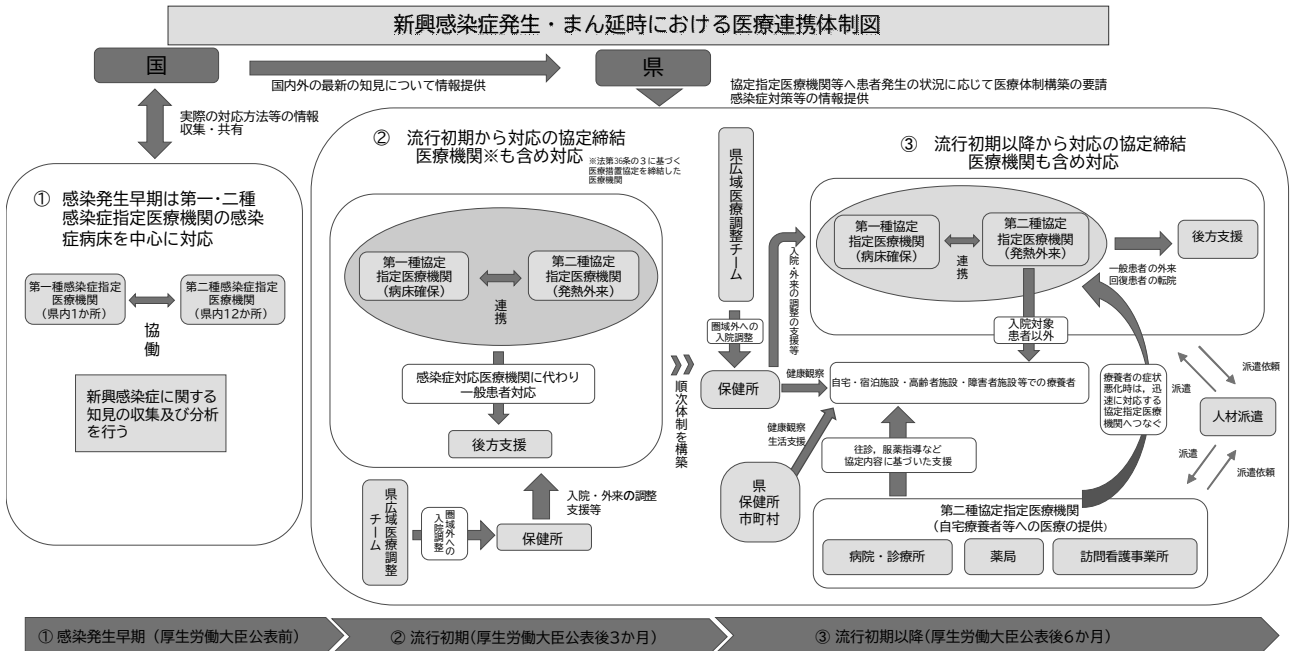 新興感染症発生・まん延時における医療連携体制図
国
国内外の最新の知見について情報提供
県
協定指定医療機関等へ患者発生の状況に応じて医療体制構築の要請
感染症対策等の情報提供
実際の対応方法等の情報
収集・共有
① 感染発生早期は第一・二種
感染症指定医療機関の感染
症病床を中心に対応
第一種感染症指定
医療機関
(県内1か所)
第二種感染症指定
医療機関
(県内12か所)
協
働
新興感染症に関する
知見の収集及び分析
を行う
② 流行初期から対応の協定締結
医療機関※も含め対応
※法第36条の3に基づく
医療措置協定を締結した
医療機関
第一種協定
指定医療機関
(病床確保)
第二種協定
指定医療機関
(発熱外来)
連
携
感染症対応医療機関に代わり
一般患者対応
後方支援
入院・外来の調整
支援等
県広域医療調整
チーム
圏域外への
入院調整
保健所
順次体制を構築
県広域医療調整チーム
圏域外への
入院調整
保健所
入院・外来の調整の支援等
③ 流行初期以降から対応の協定締結
医療機関も含め対応
第一種協定
指定医療機関
(病床確保)
第二種協定
指定医療機関
(発熱外来)
連
携
後方支援
一般患者の外来
回復患者の転院
入院対象
患者以外
健康観察
自宅・宿泊施設・高齢者施設・障害者施設等での療養者
健康観察
生活支援
県
保健所
市町村
往診，服薬指導など
協定内容に基づいた支援
療養者の症状
悪化時は，迅
速に対応する
協定指定医療
機関へつなぐ
派遣
派遣依頼
人材派遣
派遣
派遣依頼
第二種協定指定医療機関
(自宅療養者等への医療の提供)
病院・診療所
薬局
訪問看護事業所
① 感染発生早期（厚生労働大臣公表前）
② 流行初期(厚生労働大臣公表後3か月)
③ 流行初期以降(厚生労働大臣公表後6か月)